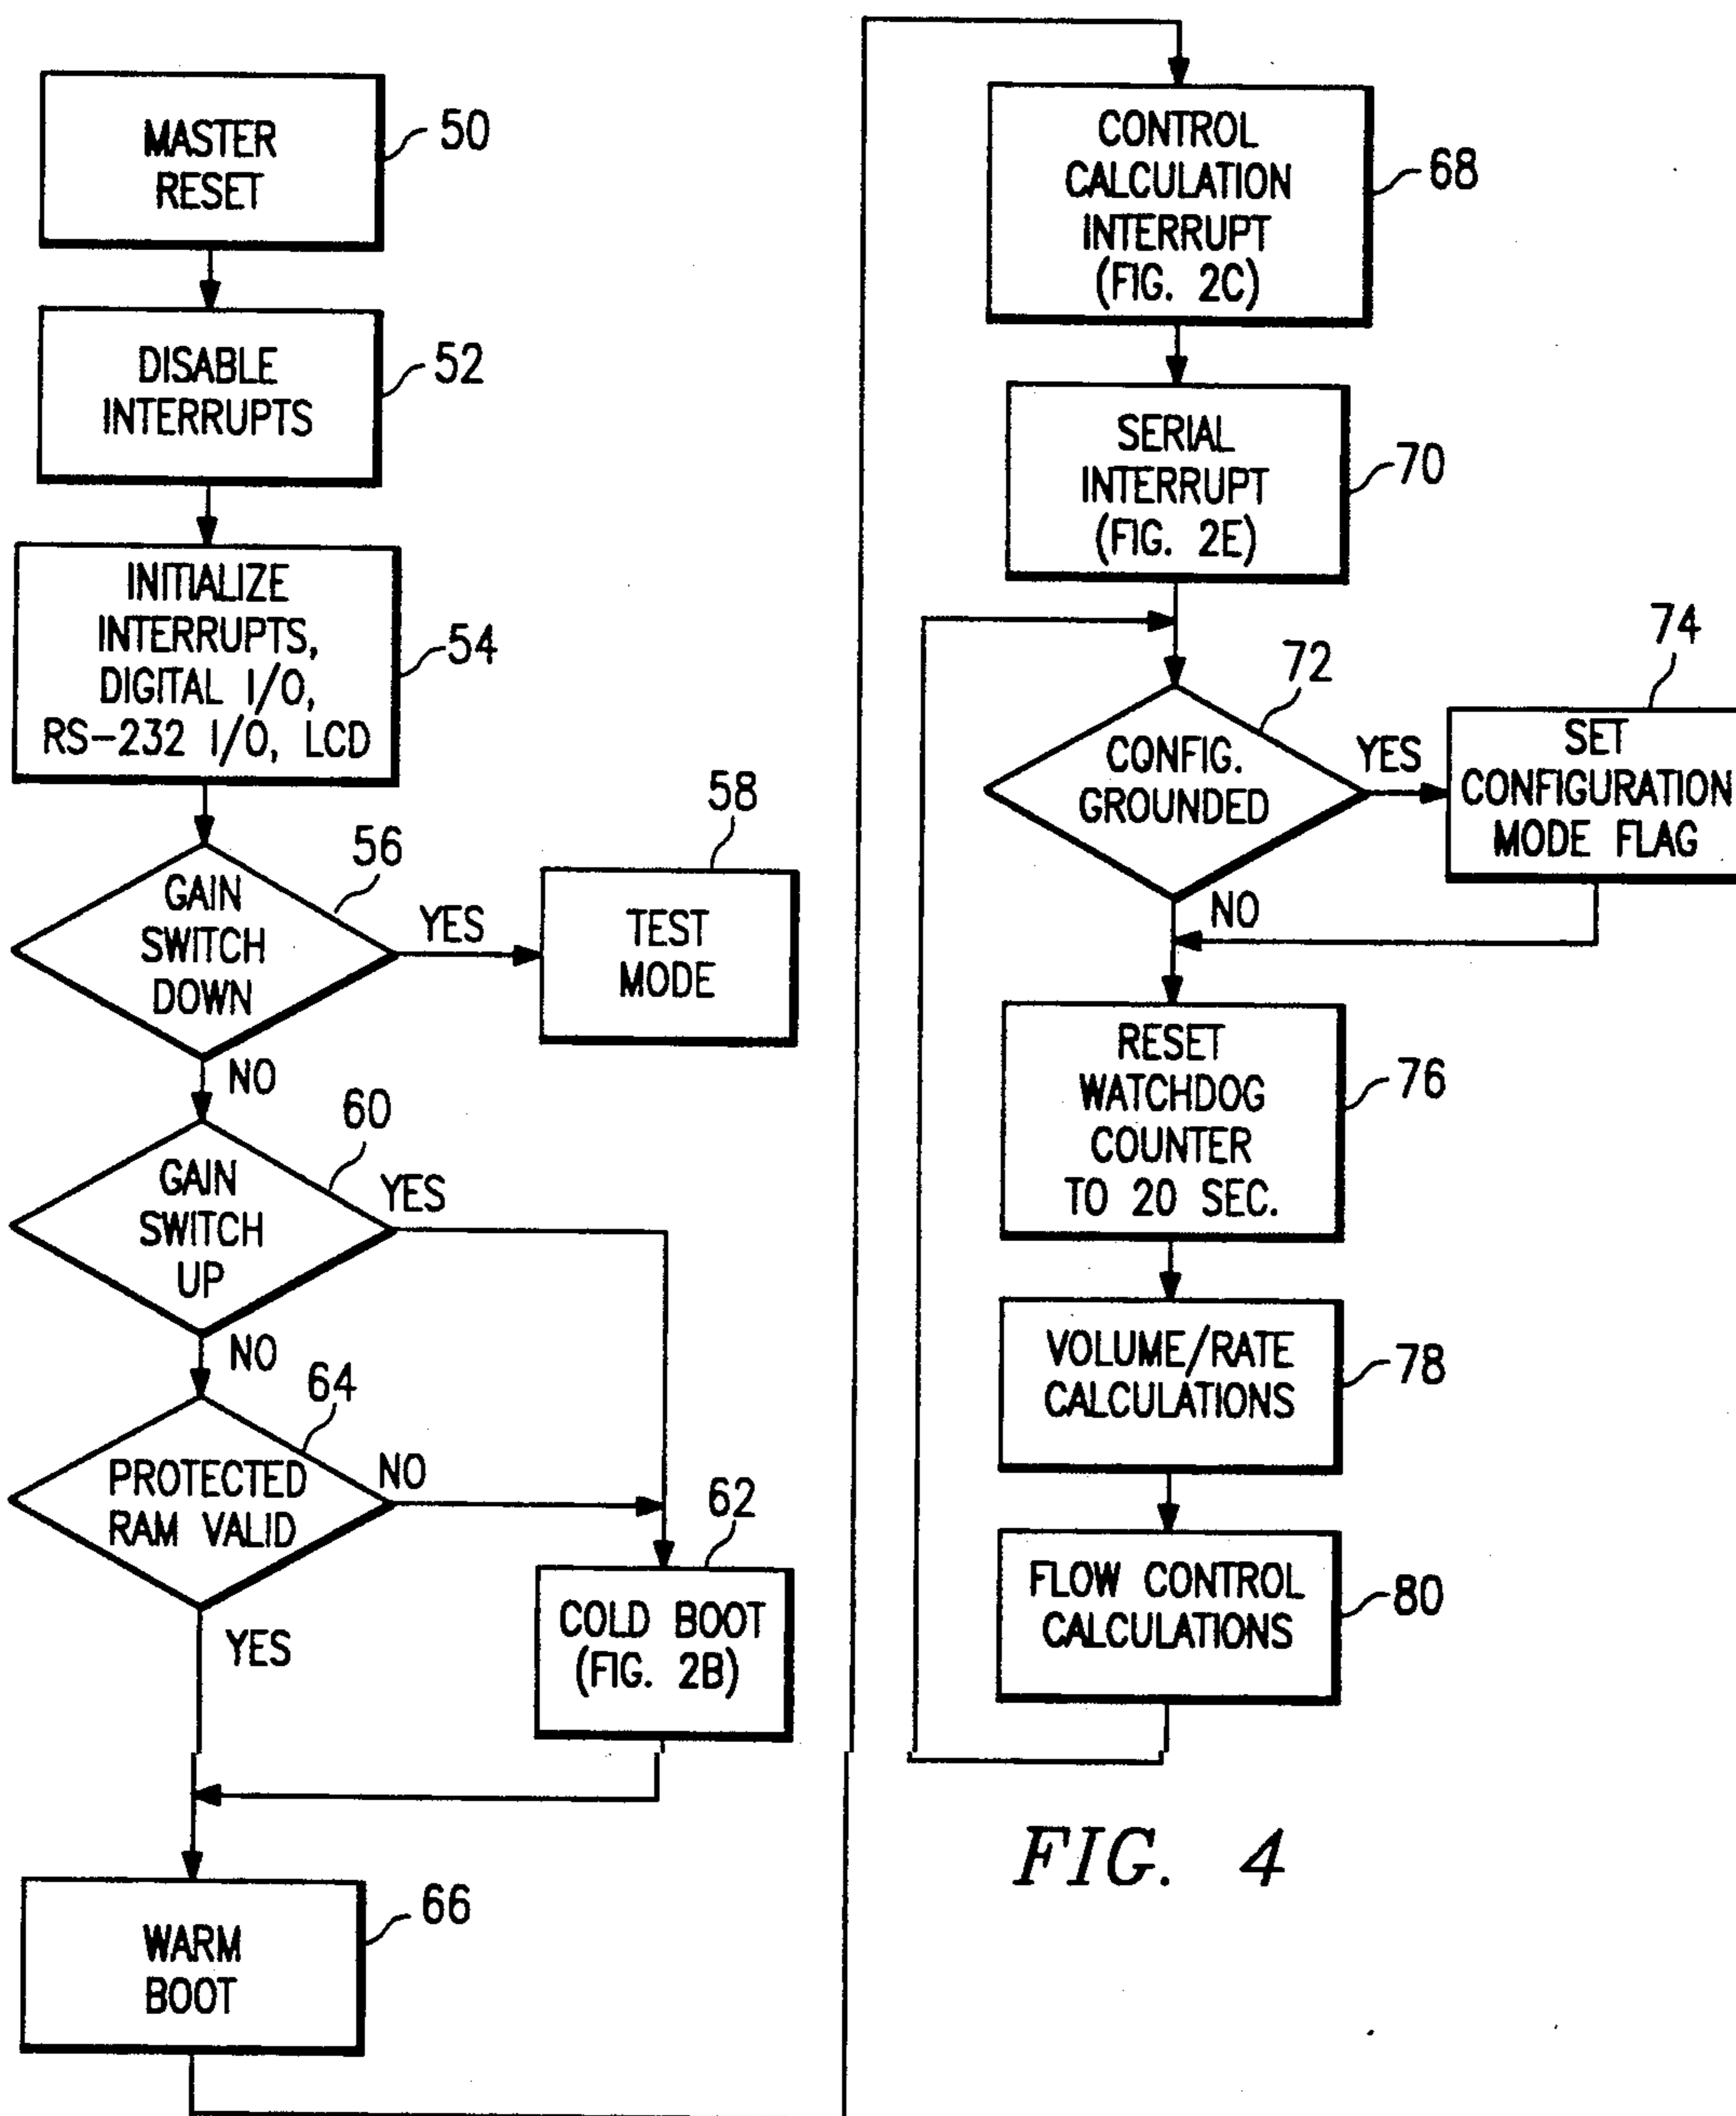 MASTER
RESET
50
DISABLE
INTERRUPTS
52
INITIALIZE
INTERRUPTS,
DIGITAL I/O,
RS-232 I/O, LCD
54
GAIN
SWITCH
DOWN
56
YES
TEST
MODE
58
NO
GAIN
SWITCH
UP
60
YES
NO
PROTECTED
RAM VALID
64
NO
COLD BOOT
(FIG. 2B)
62
YES
WARM
BOOT
66
CONTROL
CALCULATION
INTERRUPT
(FIG. 2C)
68
SERIAL
INTERRUPT
(FIG. 2E)
70
CONFIG.
GROUNDED
72
YES
SET
CONFIGURATION
MODE FLAG
74
NO
RESET
WATCHDOG
COUNTER
TO 20 SEC.
76
VOLUME/RATE
CALCULATIONS
78
FLOW CONTROL
CALCULATIONS
80
FIG. 4